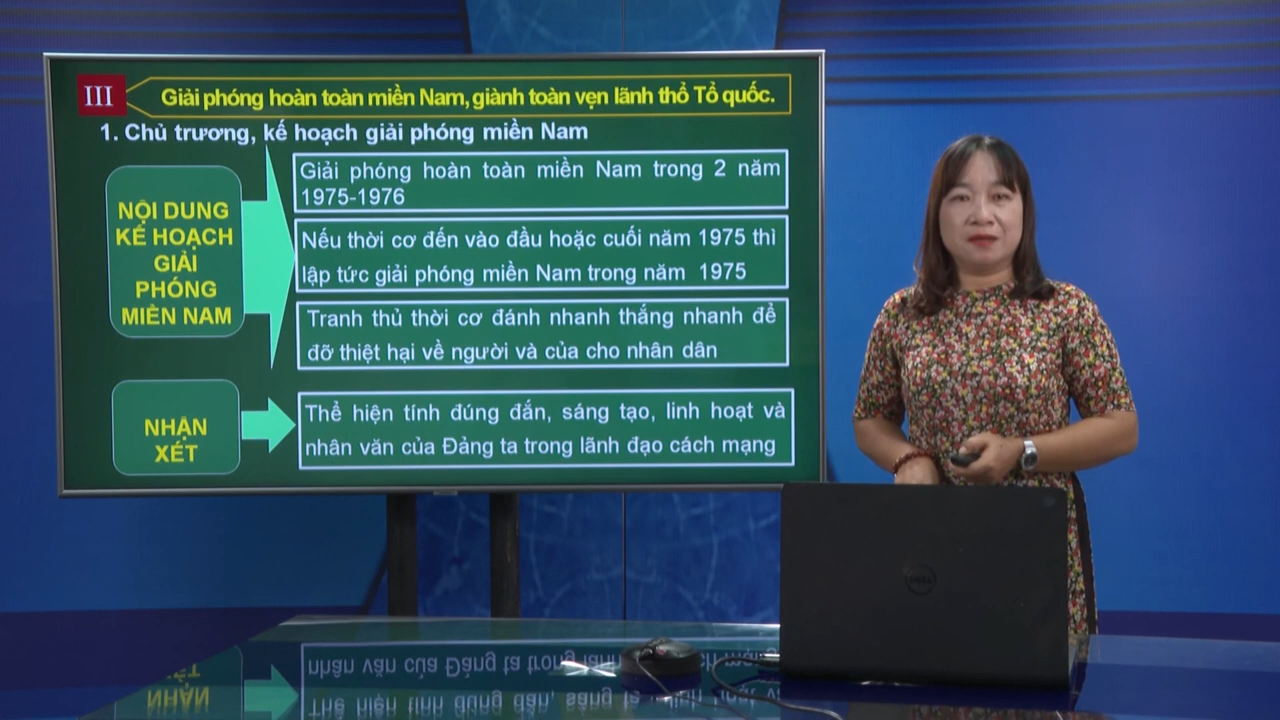 III
Giải phóng hoàn toàn miền Nam, giành toàn vẹn lãnh thổ Tổ quốc.
1. Chủ trương, kế hoạch giải phóng miền Nam
NỘI DUNG
KẾ HOẠCH
GIẢI
PHÓNG
MIỀN NAM
Giải phóng hoàn toàn miền Nam trong 2 năm
1975-1976
Nếu thời cơ đến vào đầu hoặc cuối năm 1975 thì
lập tức giải phóng miền Nam trong năm 1975
Tranh thủ thời cơ đánh nhanh thắng nhanh để
đỡ thiệt hại về người và của cho nhân dân
NHẬN
XÉT
Thể hiện tính đúng đắn, sáng tạo, linh hoạt và
nhân văn của Đảng ta trong lãnh đạo cách mạng
DELL